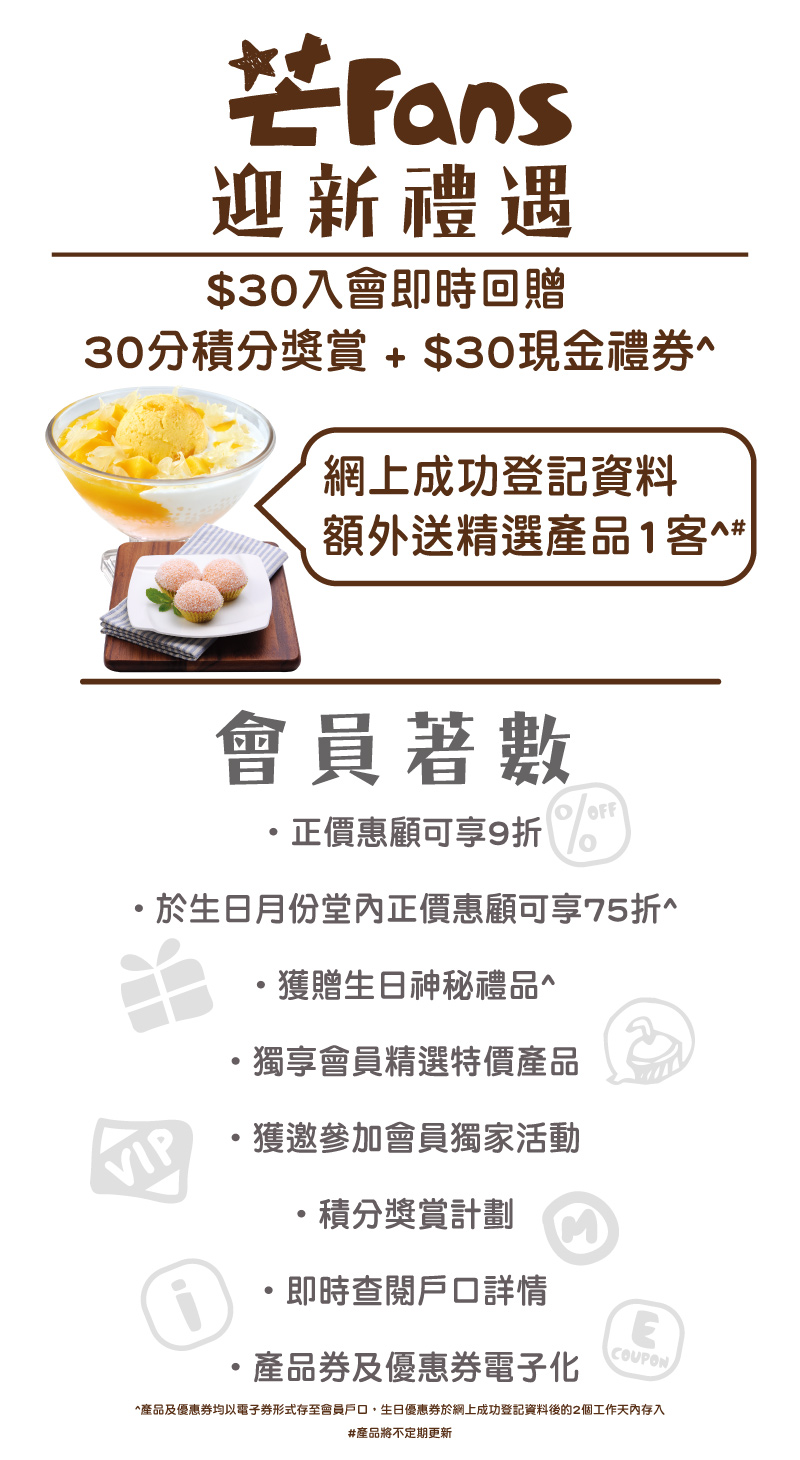 芒Fans
迎新禮遇
$30入會即時回贈
30分積分獎賞 + $30現金禮券^
網上成功登記資料
額外送精選產品1客^#
會員著數
% OFF
・正價惠顧可享9折
・於生日月份堂內正價惠顧可享75折^
・獲贈生日神秘禮品^
・獨享會員精選特價產品
VIP
・獲邀參加會員獨家活動
・積分獎賞計劃
M
i
・即時查閱戶口詳情
E
COUPON
・產品券及優惠券電子化
^產品及優惠券均以電子券形式存至會員戶口，生日優惠券於網上成功登記資料後的2個工作天內存入
#產品將不定期更新